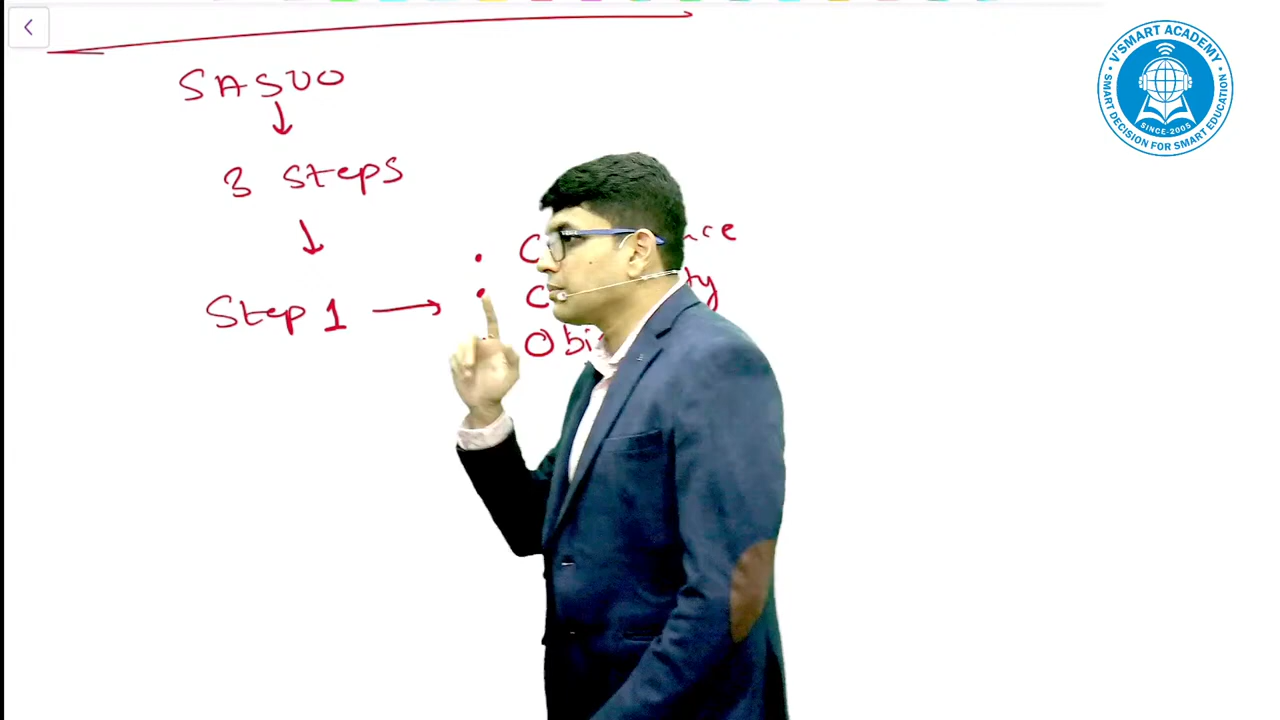 SASUO
3 Steps
Step 1
V'SMART ACADEMY
SINCE-2005
SMART DECISION FOR SMART EDUCATION